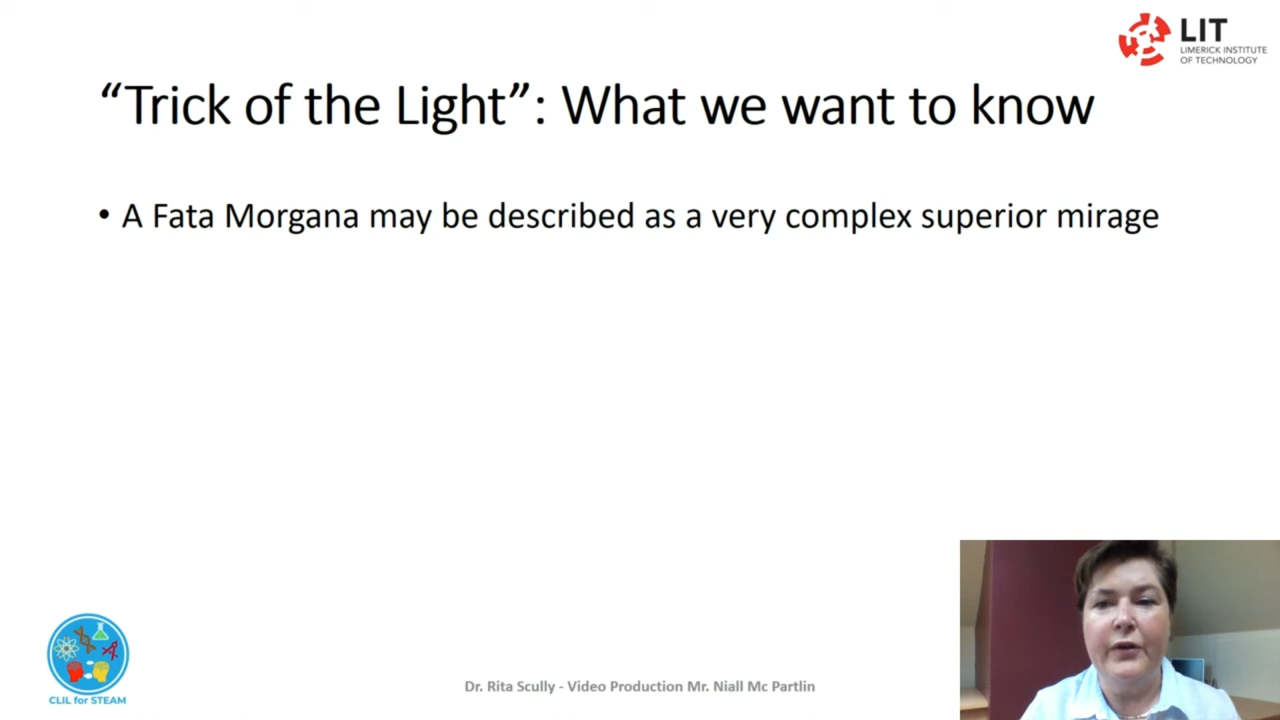 LIT
LIMERICK INSTITUTE
OF TECHNOLOGY
“Trick of the Light”: What we want to know
• A Fata Morgana may be described as a very complex superior mirage
CLIL for STEAM
Dr. Rita Scully - Video Production Mr. Niall Mc Partlin